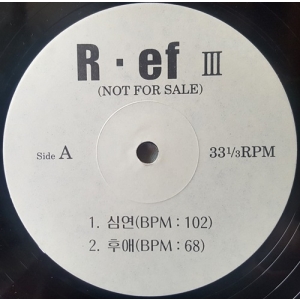 R·ef III
(NOT FOR SALE)
Side A 33 1/3 RPM
1. 심연(BPM : 102)
2. 후애(BPM : 68)